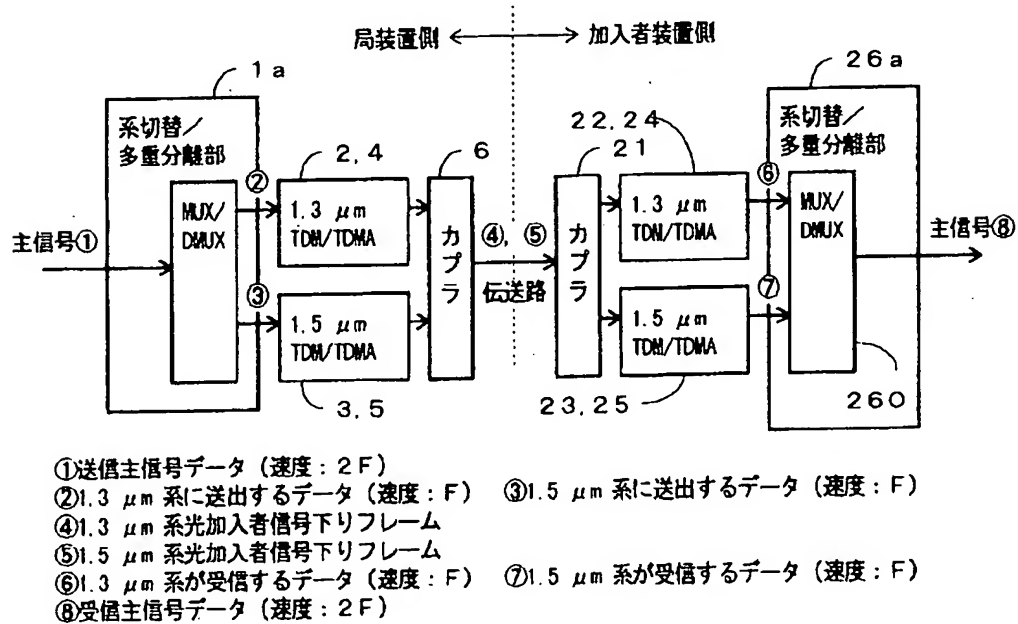 局装置側 ← → 加入者装置側
1a
26a
系切替/
多重分離部
2,4
6
21
22,24
系切替/
多重分離部
②
MUX/
DMUX
1.3 μm
TDM/TDMA
カプラ
④, ⑤
伝送路
カプラ
1.3 μm
TDM/TDMA
⑥
MUX/
DMUX
主信号①
主信号⑧
③
1.5 μm
TDM/TDMA
1.5 μm
TDM/TDMA
⑦
3,5
23,25
260
①送信主信号データ (速度:2F)
②1.3 μm 系に送出するデータ (速度:F) ③1.5 μm 系に送出するデータ (速度:F)
④1.3 μm 系光加入者信号下りフレーム
⑤1.5 μm 系光加入者信号下りフレーム
⑥1.3 μm 系が受信するデータ (速度:F) ⑦1.5 μm 系が受信するデータ (速度:F)
⑧受信主信号データ (速度:2F)